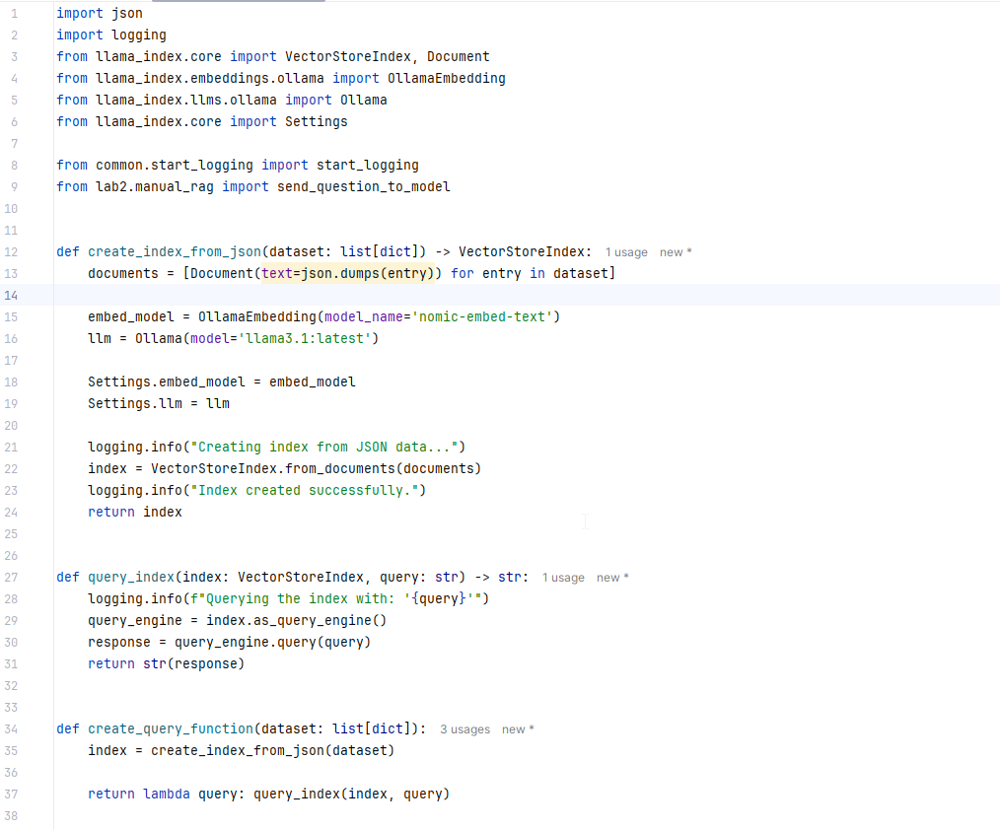 1 import json
2 import logging
3 from llama_index.core import VectorStoreIndex, Document
4 from llama_index.embeddings.ollama import OllamaEmbedding
5 from llama_index.llms.ollama import Ollama
6 from llama_index.core import Settings
7
8 from common.start_logging import start_logging
9 from lab2.manual_rag import send_question_to_model
10
11
12 def create_index_from_json(dataset: list[dict]) -> VectorStoreIndex: 1 usage new *
13     documents = [Document(text=json.dumps(entry)) for entry in dataset]
14
15     embed_model = OllamaEmbedding(model_name='nomic-embed-text')
16     llm = Ollama(model='llama3.1:latest')
17
18     Settings.embed_model = embed_model
19     Settings.llm = llm
20
21     logging.info("Creating index from JSON data...")
22     index = VectorStoreIndex.from_documents(documents)
23     logging.info("Index created successfully.")
24     return index
25
26
27 def query_index(index: VectorStoreIndex, query: str) -> str: 1 usage new *
28     logging.info(f"Querying the index with: '{query}'")
29     query_engine = index.as_query_engine()
30     response = query_engine.query(query)
31     return str(response)
32
33
34 def create_query_function(dataset: list[dict]): 3 usages new *
35     index = create_index_from_json(dataset)
36
37     return lambda query: query_index(index, query)
38